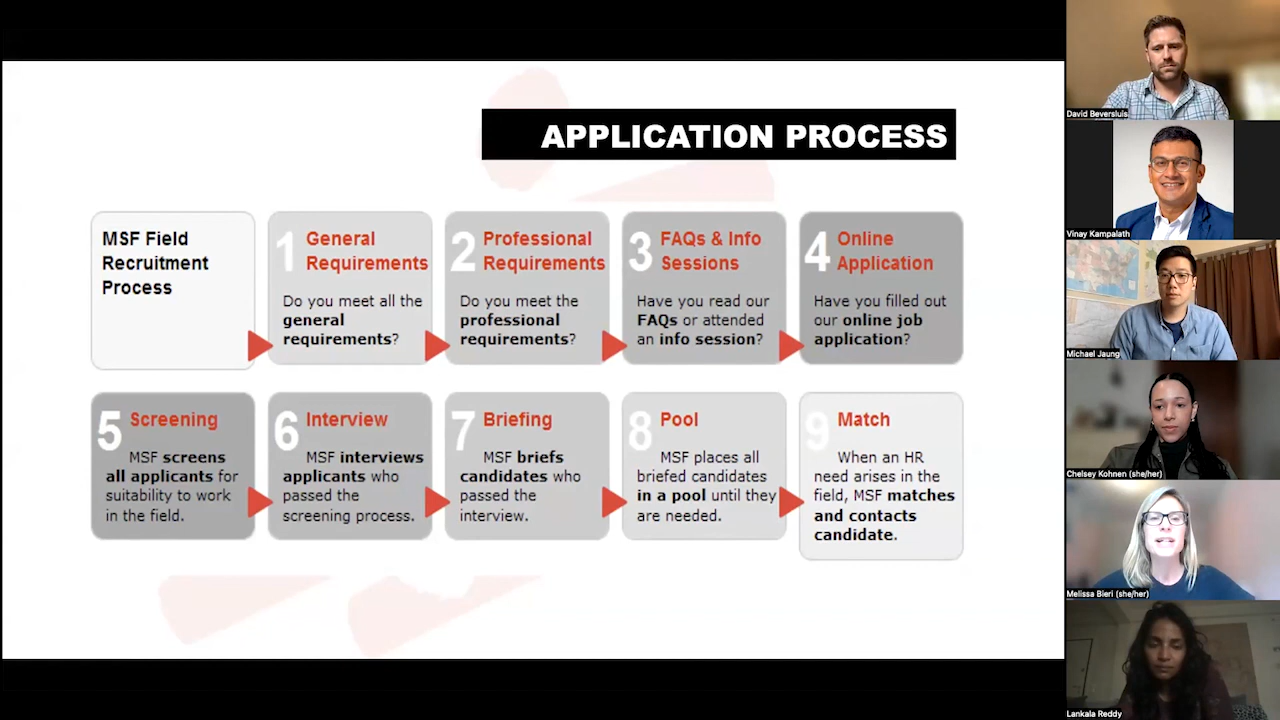 APPLICATION PROCESS
MSF Field
Recruitment
Process
1 General
Requirements
Do you meet all the
general
requirements?
2 Professional
Requirements
Do you meet the
professional
requirements?
3 FAQs & Info
Sessions
Have you read our
FAQs or attended
an info session?
4 Online
Application
Have you filled out
our online job
application?
5 Screening
MSF screens
all applicants for
suitability to work
in the field.
6 Interview
MSF interviews
applicants who
passed the
screening process.
7 Briefing
MSF briefs
candidates who
passed the
interview.
8 Pool
MSF places all
briefed candidates
in a pool until they
are needed.
9 Match
When an HR
need arises in the
field, MSF matches
and contacts
candidate.
David Beversluis
Vinay Kampalath
Michael Jaung
Chelsey Kohnen (she/her)
Melissa Bieri (she/her)
Lankala Reddy